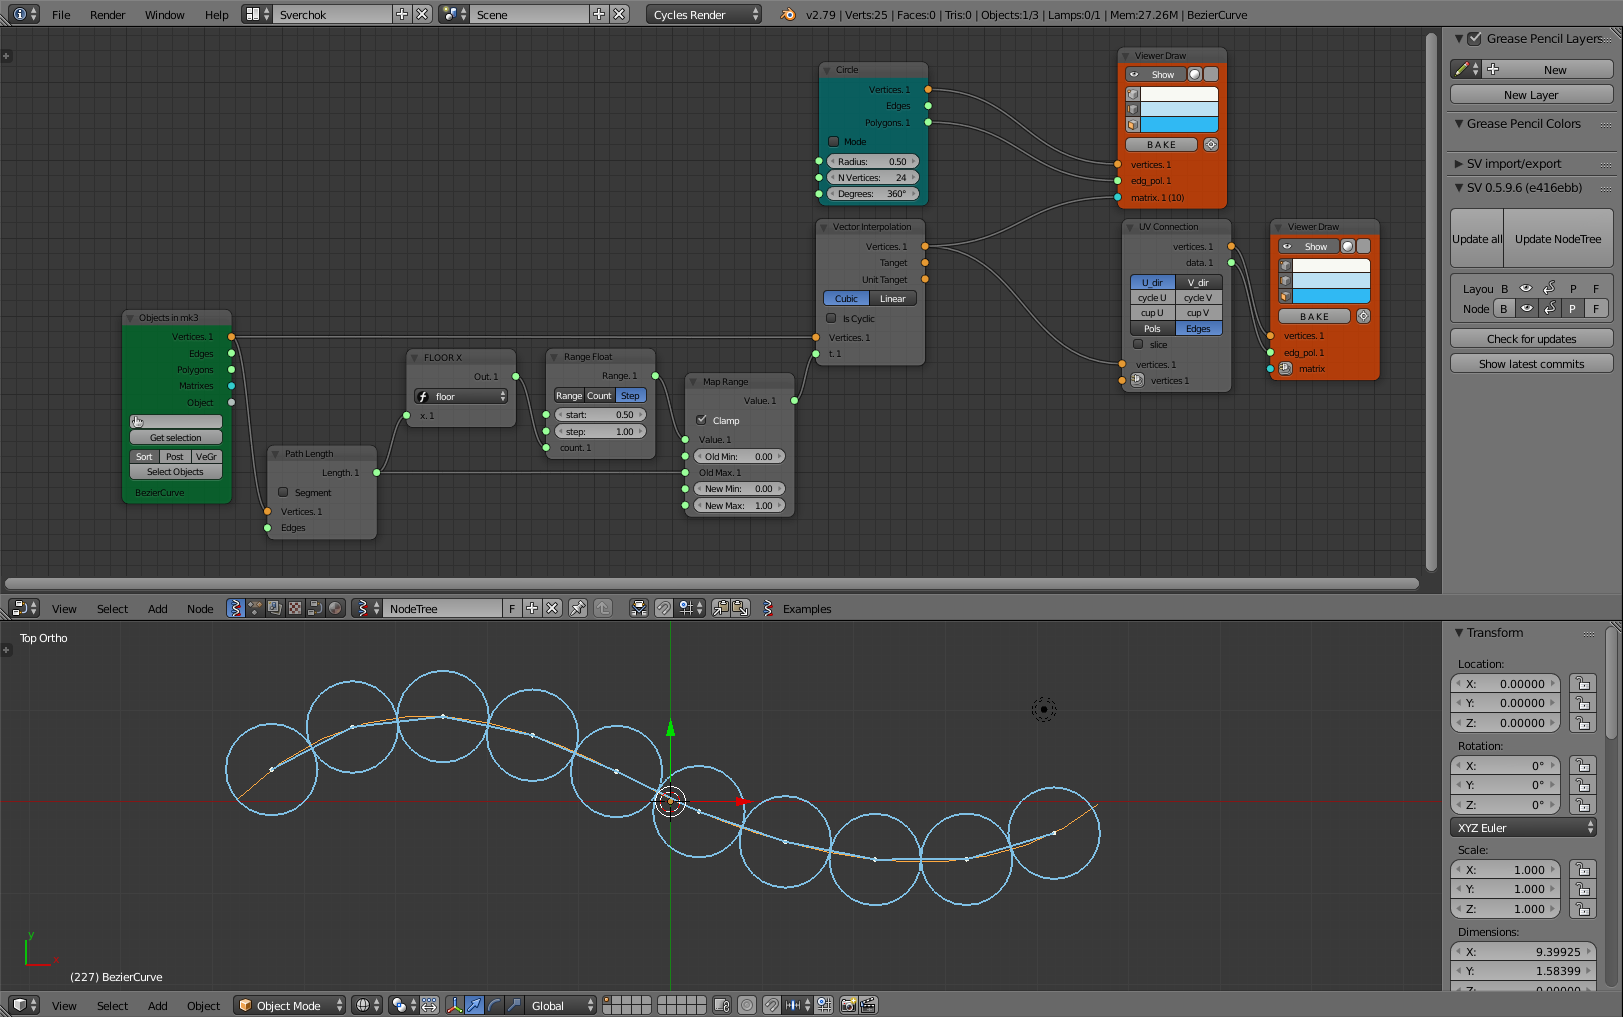 File Render Window Help Sverchok Scene Cycles Render v2.79 | Verts:25 | Faces:0 | Tris:0 | Objects:1/3 | Lamps:0/1 | Mem:27.26M | BezierCurve
Circle
Vertices. 1
Edges
Polygons. 1
Mode
Radius: 0.50
N Vertices: 24
Degrees: 360°
Viewer Draw
Show
BAKE
vertices. 1
edg_pol. 1
matrix. 1 (10)
Vector Interpolation
Vertices. 1
Target
Unit Target
Cubic Linear
Is Cyclic
Vertices. 1
t. 1
UV Connection
vertices. 1
data. 1
U_dir V_dir
cycle U cycle V
cup U cup V
Pols Edges
slice
vertices. 1
vertices 1
Viewer Draw
Show
BAKE
vertices. 1
edg_pol. 1
matrix
Objects in mk3
Vertices. 1
Edges
Polygons. 1
Matrixes
Object
Get selection
Sort Post VeGr
Select Objects
BezierCurve
Path Length
Length. 1
Segment
Vertices. 1
Edges
FLOOR X
Out. 1
floor
x. 1
Range Float
Range. 1
Range Count Step
start: 0.50
step: 1.00
count. 1
Map Range
Value. 1
Clamp
Value. 1
Old Min: 0.00
Old Max. 1
New Min: 0.00
New Max: 1.00
Grease Pencil Layers
New
New Layer
Grease Pencil Colors
SV import/export
SV 0.5.9.6 (e416ebb)
Update all Update NodeTree
Layou B P F
Node B P F
Check for updates
Show latest commits
View Select Add Node NodeTree F Examples
Top Ortho
y
x
(227) BezierCurve
Transform
Location:
X: 0.00000
Y: 0.00000
Z: 0.00000
Rotation:
X: 0°
Y: 0°
Z: 0°
XYZ Euler
Scale:
X: 1.000
Y: 1.000
Z: 1.000
Dimensions:
X: 9.39925
Y: 1.58399
Z: 0.00000
View Select Add Object Object Mode Global